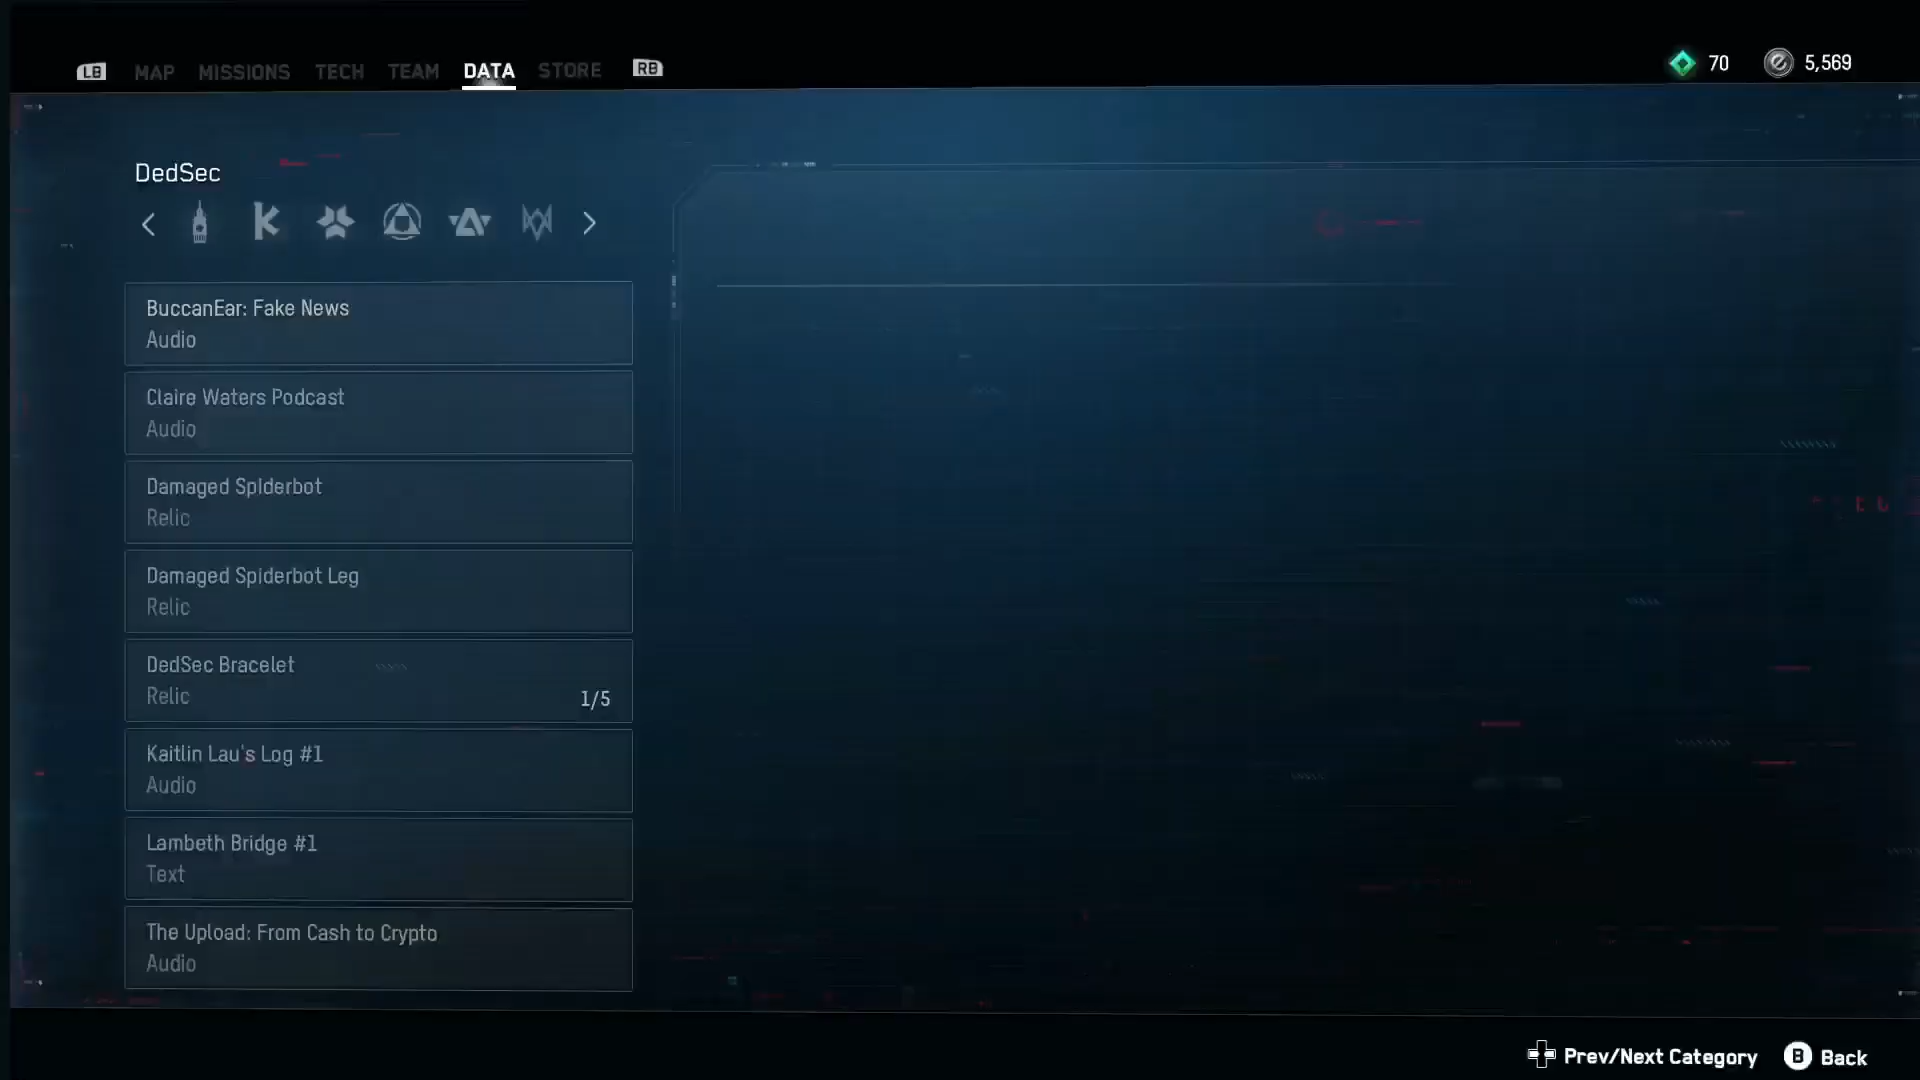 LB MAP MISSIONS TECH TEAM DATA STORE RB
70 5,569
DedSec
BuccanEar: Fake News
Audio
Claire Waters Podcast
Audio
Damaged Spiderbot
Relic
Damaged Spiderbot Leg
Relic
DedSec Bracelet
Relic
1/5
Kaitlin Lau's Log #1
Audio
Lambeth Bridge #1
Text
The Upload: From Cash to Crypto
Audio
Prev/Next Category B Back